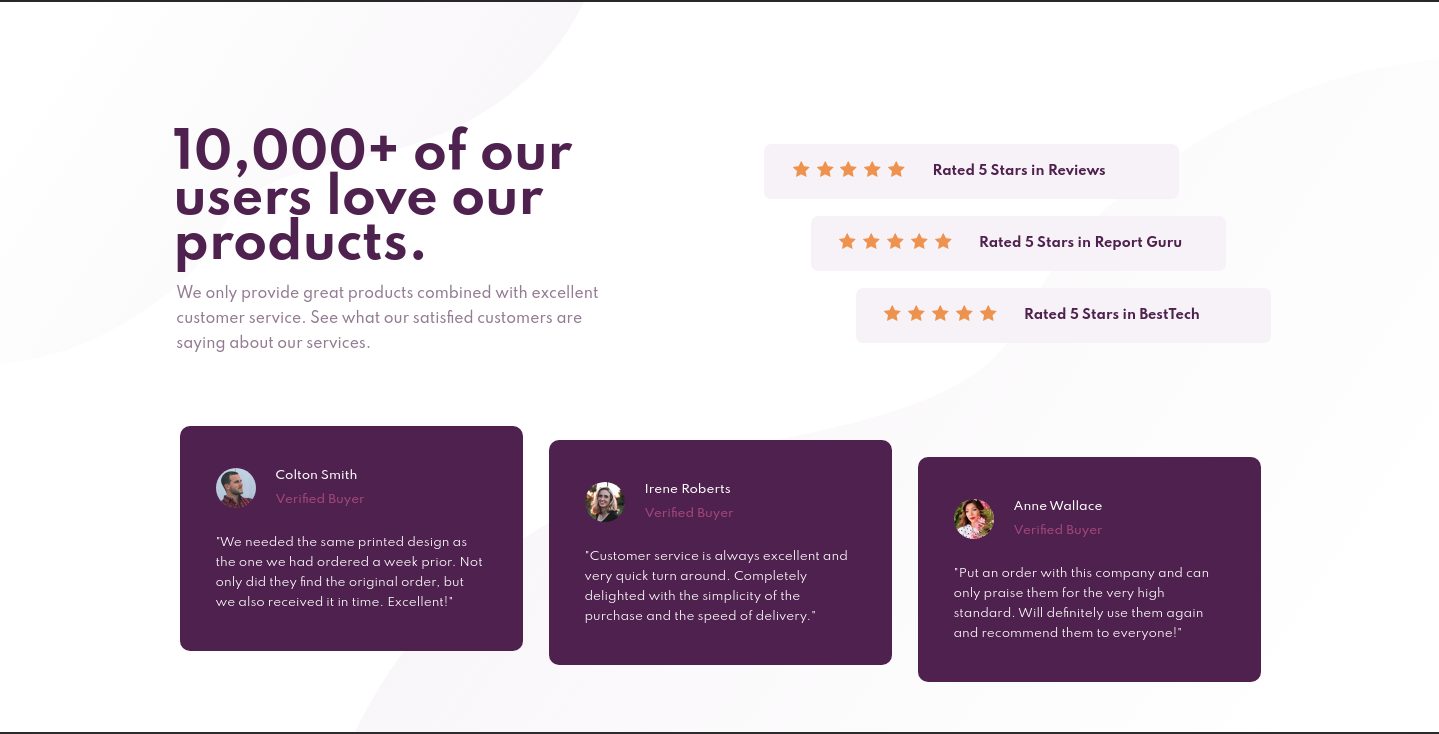 10,000+ of our
users love our
products.
We only provide great products combined with excellent
customer service. See what our satisfied customers are
saying about our services.
Rated 5 Stars in Reviews
Rated 5 Stars in Report Guru
Rated 5 Stars in BestTech
Colton Smith
Verified Buyer
"We needed the same printed design as
the one we had ordered a week prior. Not
only did they find the original order, but
we also received it in time. Excellent!"
Irene Roberts
Verified Buyer
"Customer service is always excellent and
very quick turn around. Completely
delighted with the simplicity of the
purchase and the speed of delivery."
Anne Wallace
Verified Buyer
"Put an order with this company and can
only praise them for the very high
standard. Will definitely use them again
and recommend them to everyone!"